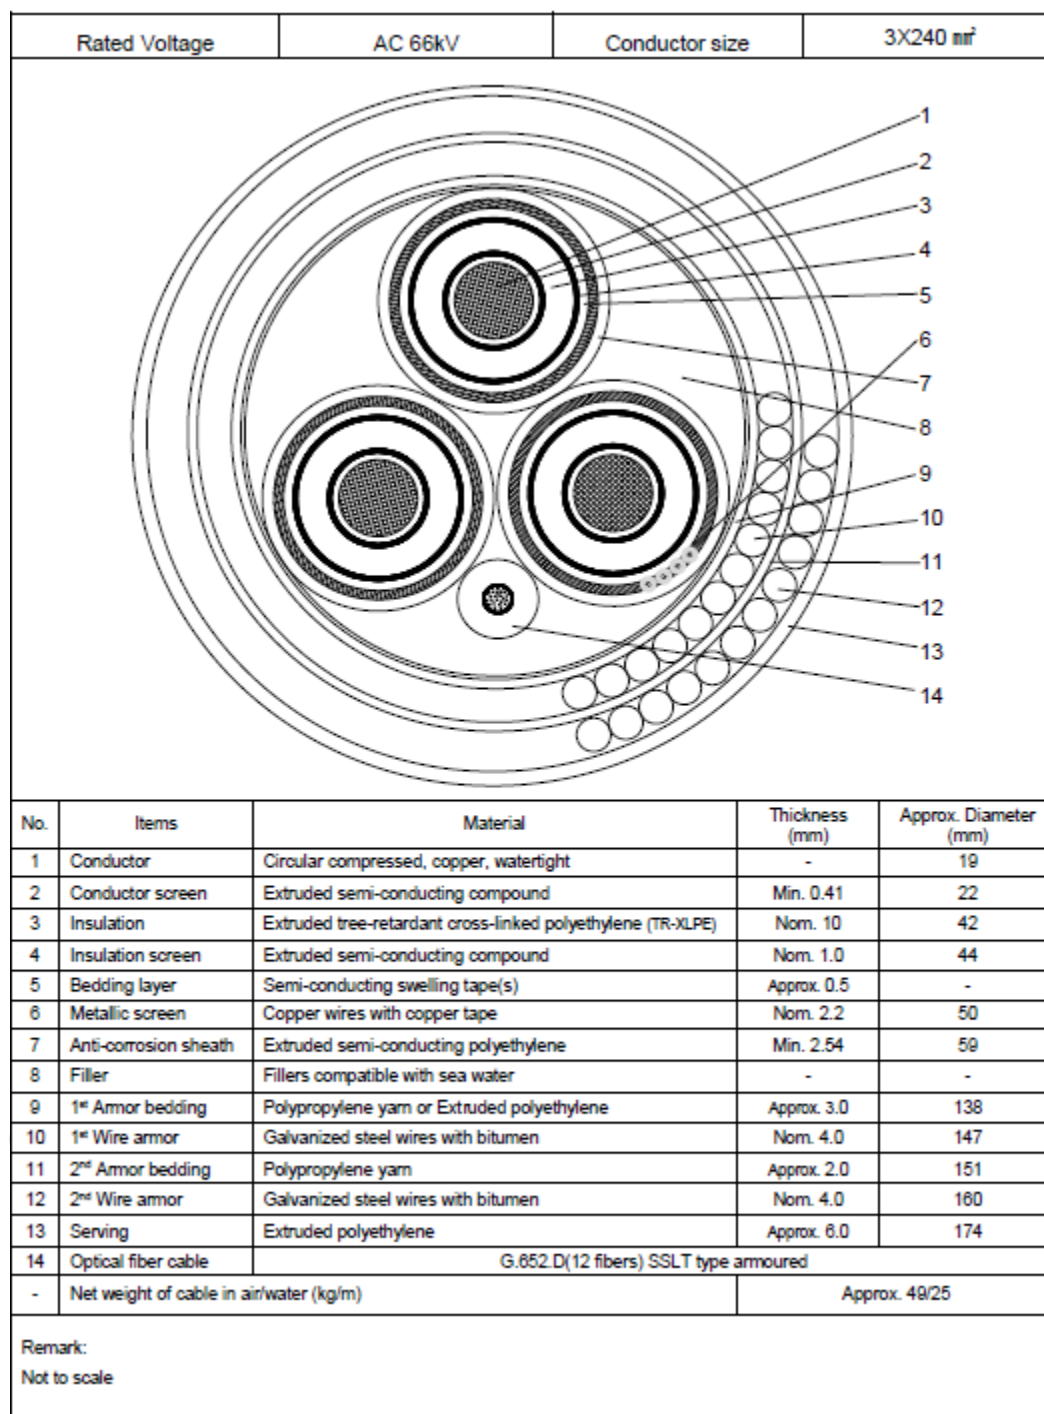 Rated Voltage AC 66kV Conductor size 3X240 ㎟
1
2
3
4
5
6
7
8
9
10
11
12
13
14
No. Items Material Thickness (mm) Approx. Diameter (mm)
1 Conductor Circular compressed, copper, watertight - 19
2 Conductor screen Extruded semi-conducting compound Min. 0.41 22
3 Insulation Extruded tree-retardant cross-linked polyethylene (TR-XLPE) Nom. 10 42
4 Insulation screen Extruded semi-conducting compound Nom. 1.0 44
5 Bedding layer Semi-conducting swelling tape(s) Approx. 0.5 -
6 Metallic screen Copper wires with copper tape Nom. 2.2 50
7 Anti-corrosion sheath Extruded semi-conducting polyethylene Min. 2.54 59
8 Filler Fillers compatible with sea water - -
9 1st Armor bedding Polypropylene yarn or Extruded polyethylene Approx. 3.0 138
10 1st Wire armor Galvanized steel wires with bitumen Nom. 4.0 147
11 2nd Armor bedding Polypropylene yarn Approx. 2.0 151
12 2nd Wire armor Galvanized steel wires with bitumen Nom. 4.0 160
13 Serving Extruded polyethylene Approx. 6.0 174
14 Optical fiber cable G.652.D(12 fibers) SSLT type armoured
- Net weight of cable in air/water (kg/m) Approx. 49/25
Remark:
Not to scale